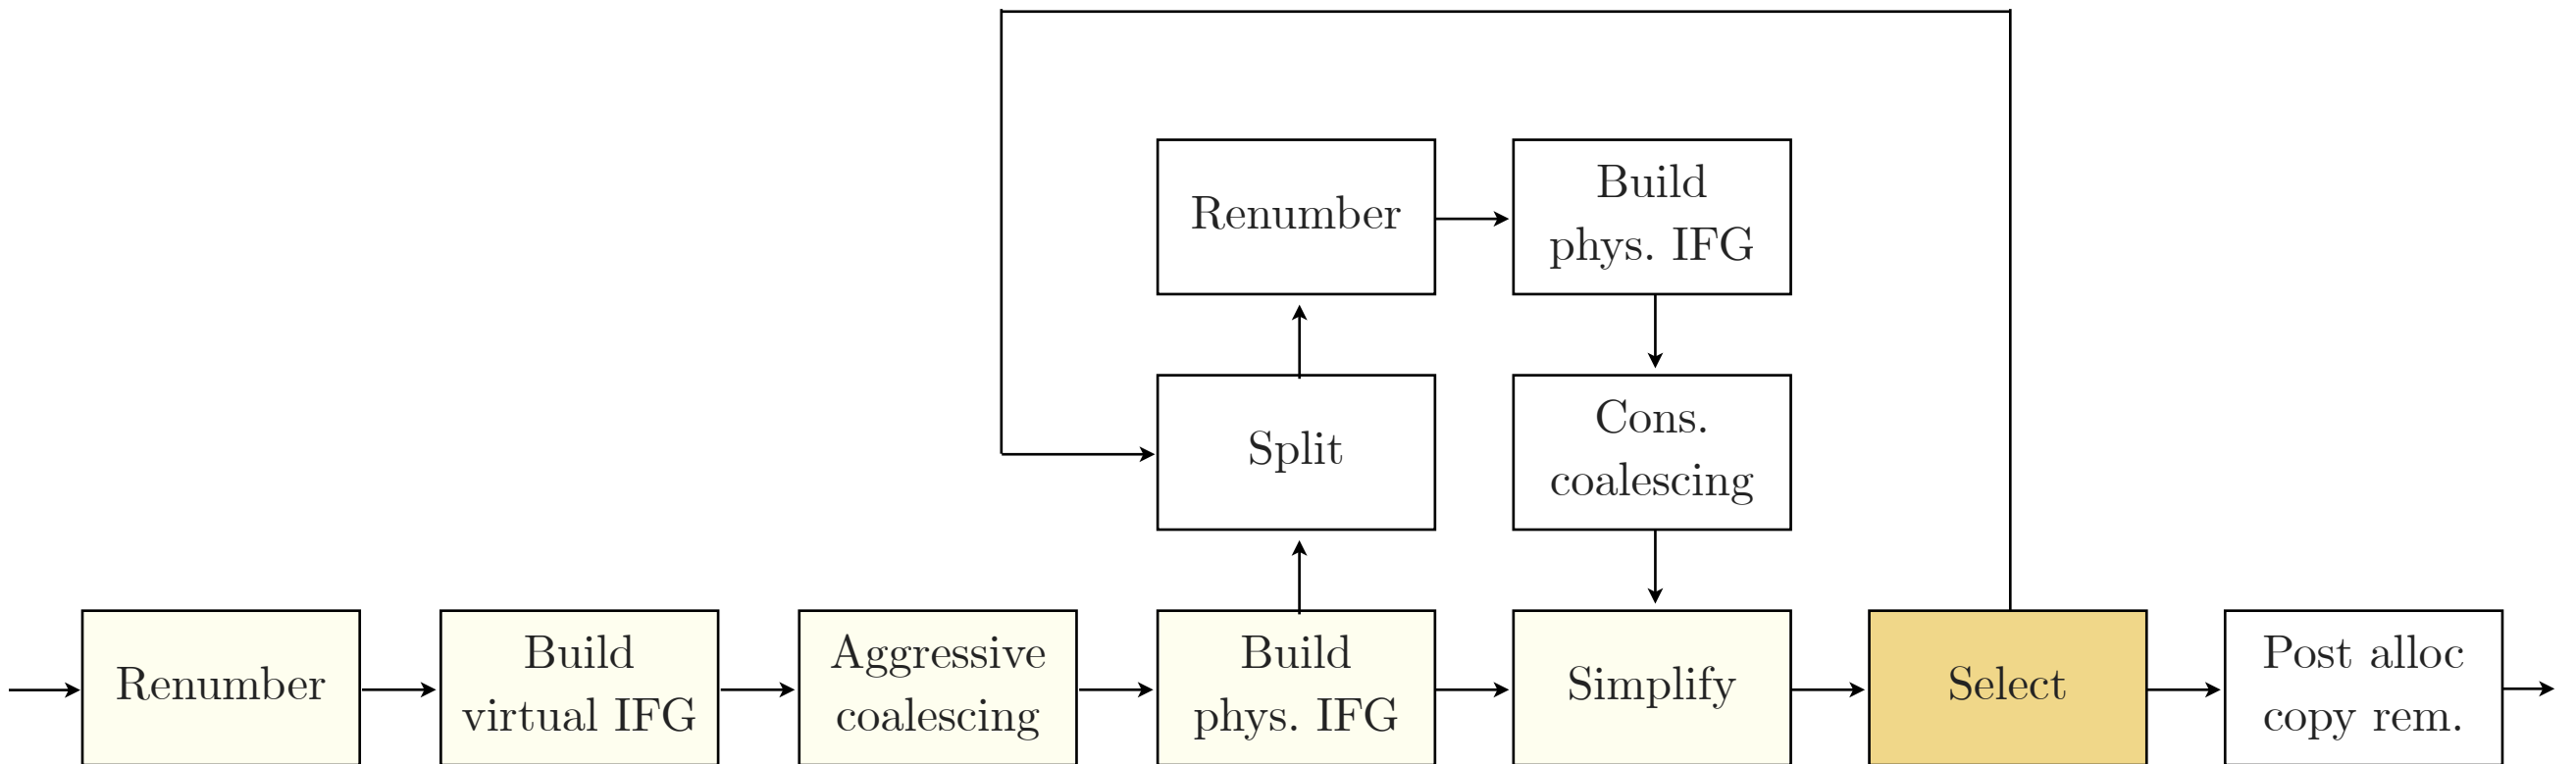 Renumber
Build
phys. IFG
Split
Cons.
coalescing
Renumber
Build
virtual IFG
Aggressive
coalescing
Build
phys. IFG
Simplify
Select
Post alloc
copy rem.